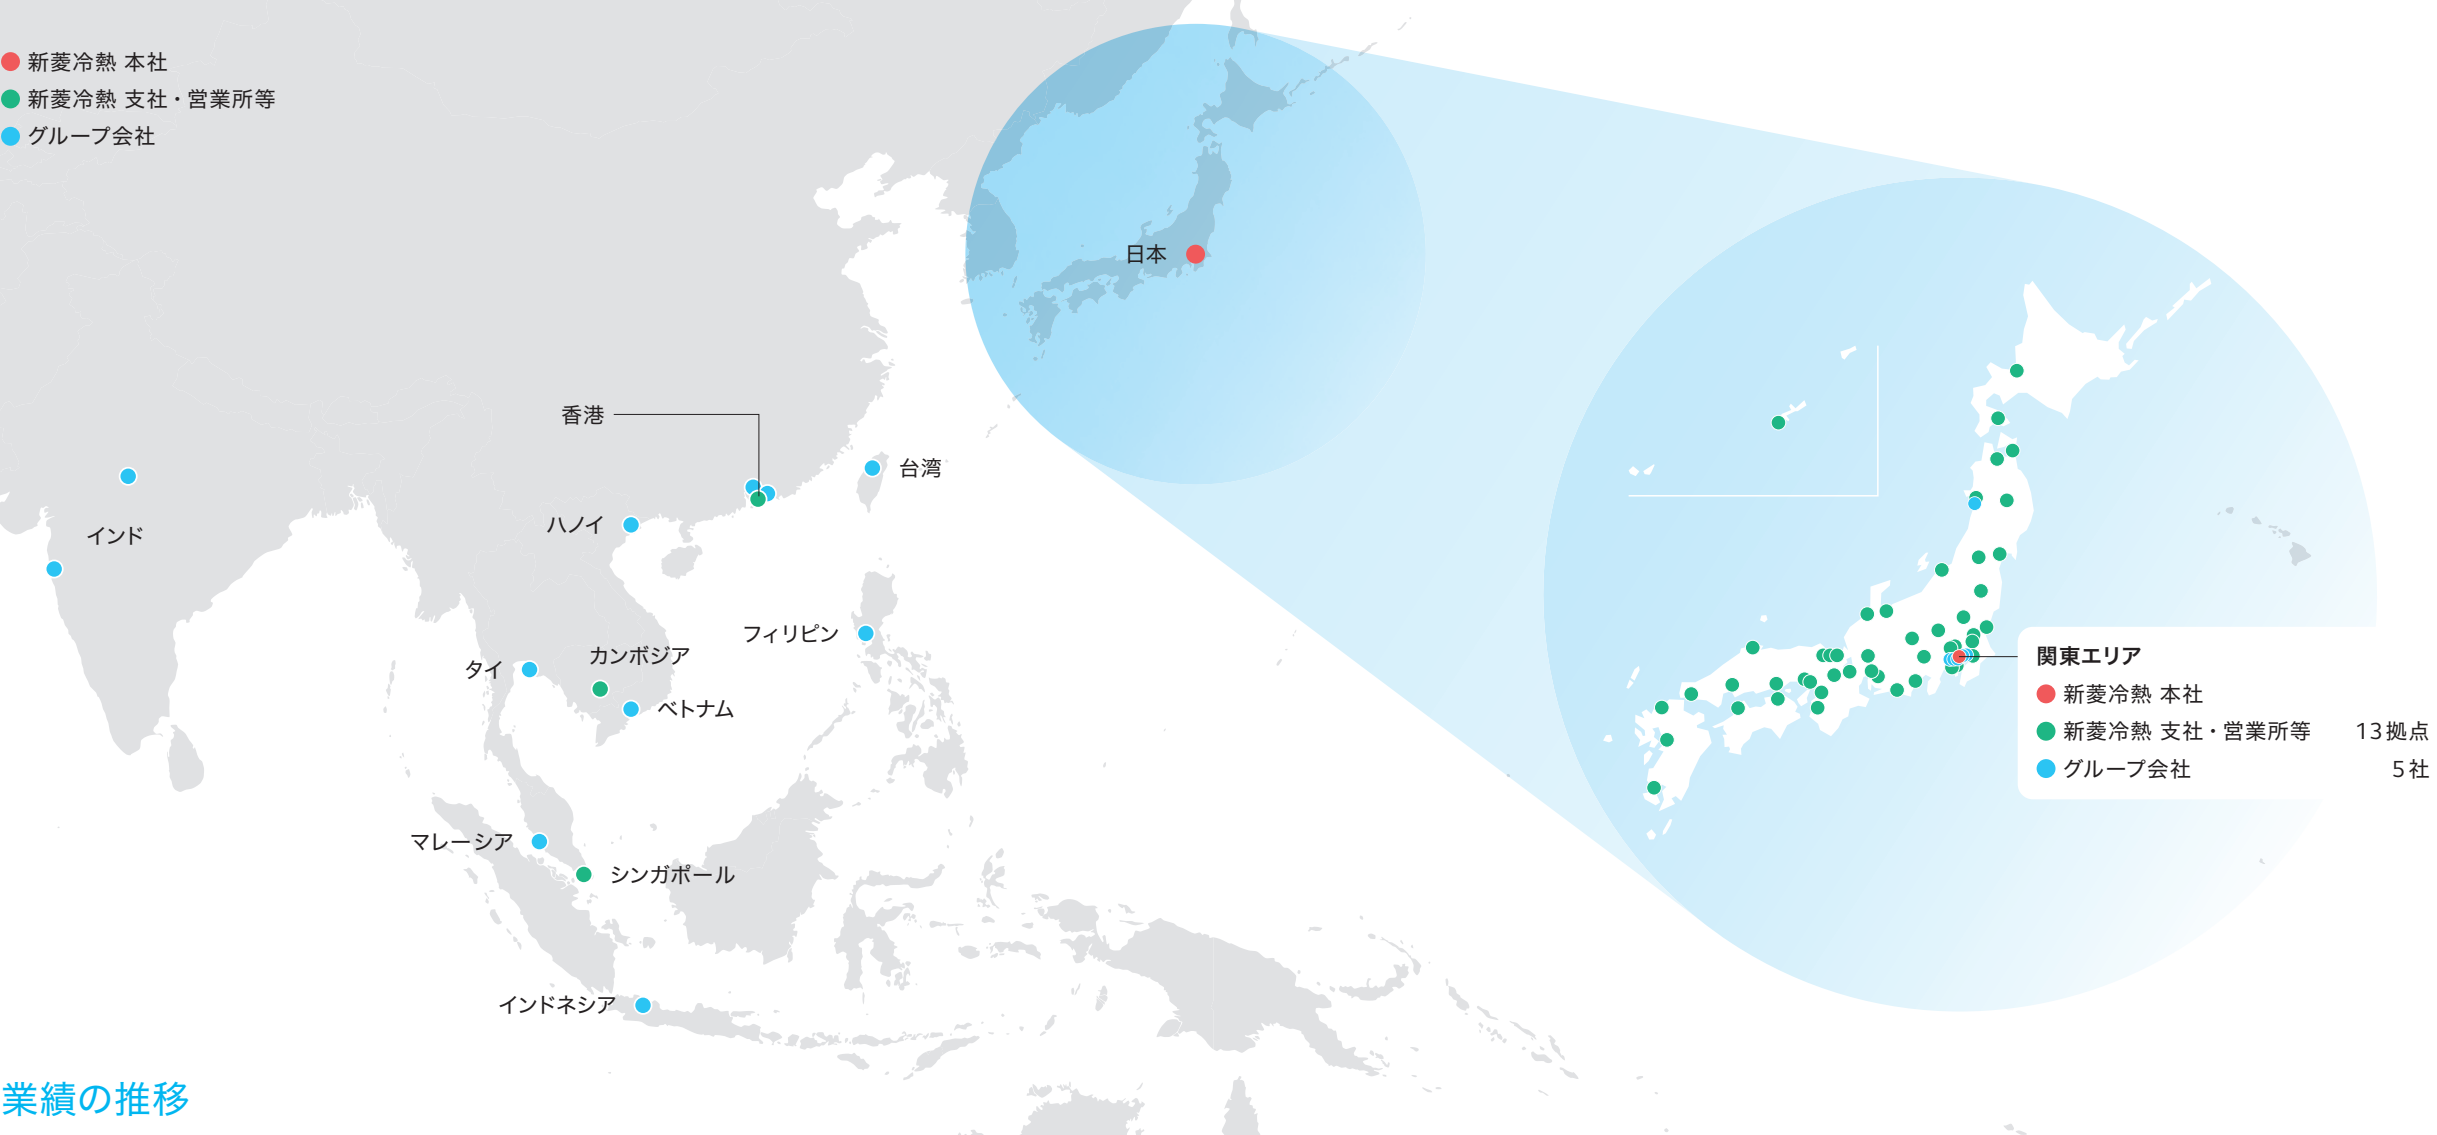 新菱冷熱 本社
新菱冷熱 支社・営業所等
グループ会社
日本
香港
台湾
インド
ハノイ
フィリピン
カンボジア
タイ
ベトナム
マレーシア
シンガポール
インドネシア
関東エリア
新菱冷熱 本社
新菱冷熱 支社・営業所等 13拠点
グループ会社 5社
業績の推移